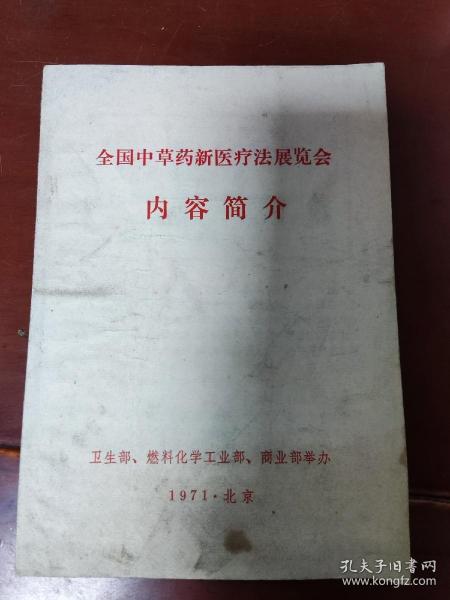 全国中草药新医疗法展览会
内容简介
卫生部、燃料化学工业部、商业部举办
1971·北京
孔夫子旧书网
www.kongfz.com